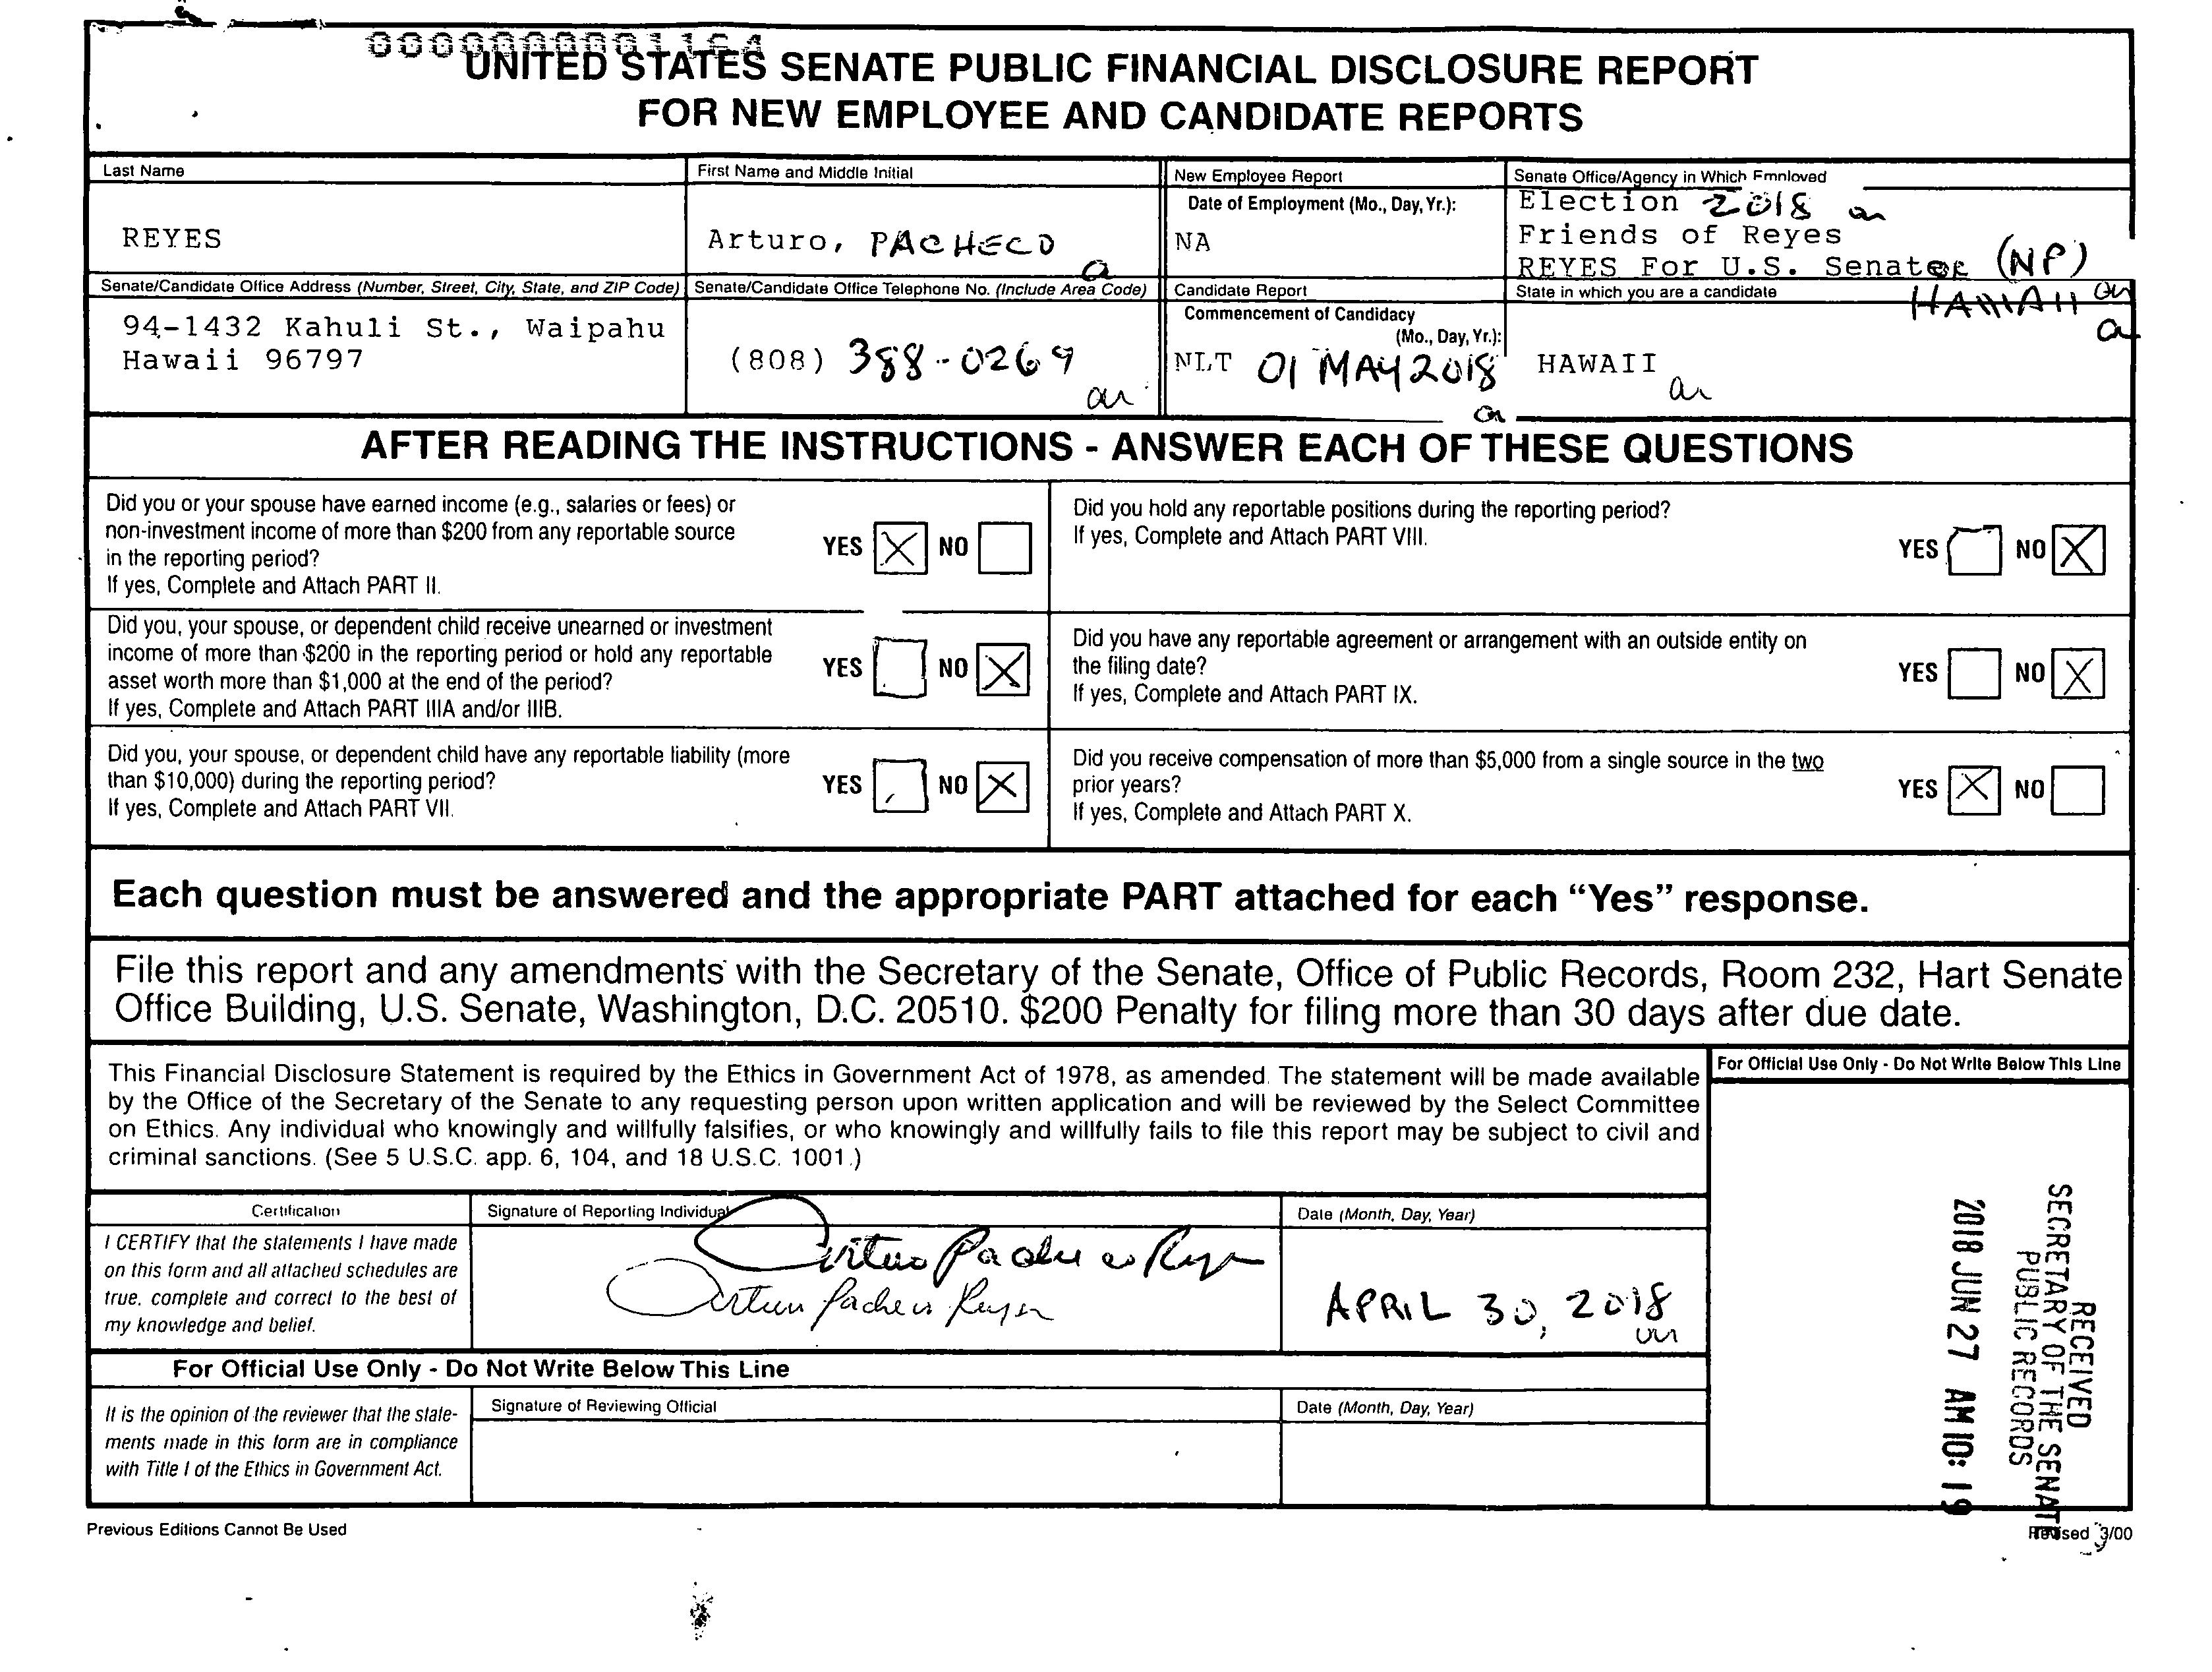 000000001164
UNITED STATES SENATE PUBLIC FINANCIAL DISCLOSURE REPORT
FOR NEW EMPLOYEE AND CANDIDATE REPORTS
Last Name
REYES
First Name and Middle Initial
Arturo, PACHECO
New Employee Report
Date of Employment (Mo., Day, Yr.):
NA
Senate Office/Agency in Which Employed
Election 2018
Friends of Reyes
REYES For U.S. Senate (NP)
HAWAII
Senate/Candidate Office Address (Number, Street, City, State, and ZIP Code)
94-1432 Kahuli St., Waipahu
Hawaii 96797
Senate/Candidate Office Telephone No. (Include Area Code)
(808) 388-0269
Candidate Report
Commencement of Candidacy
(Mo., Day, Yr.):
NLT 01 MAY 2018
State in which you are a candidate
HAWAII
AFTER READING THE INSTRUCTIONS - ANSWER EACH OF THESE QUESTIONS
Did you or your spouse have earned income (e.g., salaries or fees) or
non-investment income of more than $200 from any reportable source
in the reporting period?
If yes, Complete and Attach PART II.
YES X NO
Did you hold any reportable positions during the reporting period?
If yes, Complete and Attach PART VIII.
YES NO X
Did you, your spouse, or dependent child receive unearned or investment
income of more than $200 in the reporting period or hold any reportable
asset worth more than $1,000 at the end of the period?
If yes, Complete and Attach PART IIIA and/or IIIB.
YES NO X
Did you have any reportable agreement or arrangement with an outside entity on
the filing date?
If yes, Complete and Attach PART IX.
YES NO X
Did you, your spouse, or dependent child have any reportable liability (more
than $10,000) during the reporting period?
If yes, Complete and Attach PART VII.
YES NO X
Did you receive compensation of more than $5,000 from a single source in the two
prior years?
If yes, Complete and Attach PART X.
YES X NO
Each question must be answered and the appropriate PART attached for each “Yes” response.
File this report and any amendments with the Secretary of the Senate, Office of Public Records, Room 232, Hart Senate
Office Building, U.S. Senate, Washington, D.C. 20510. $200 Penalty for filing more than 30 days after due date.
This Financial Disclosure Statement is required by the Ethics in Government Act of 1978, as amended. The statement will be made available
by the Office of the Secretary of the Senate to any requesting person upon written application and will be reviewed by the Select Committee
on Ethics. Any individual who knowingly and willfully falsifies, or who knowingly and willfully fails to file this report may be subject to civil and
criminal sanctions. (See 5 U.S.C. app. 6, 104, and 18 U.S.C. 1001.)
For Official Use Only - Do Not Write Below This Line
RECEIVED
SECRETARY OF THE SENATE
PUBLIC RECORDS
2018 JUN 27 AM 10: 19
Certification
I CERTIFY that the statements I have made
on this form and all attached schedules are
true, complete and correct to the best of
my knowledge and belief.
Signature of Reporting Individual
Arturo Pacheco Reyes
Arturo Pacheco Reyes
Date (Month, Day, Year)
APRIL 30, 2018
For Official Use Only - Do Not Write Below This Line
It is the opinion of the reviewer that the state-
ments made in this form are in compliance
with Title I of the Ethics in Government Act.
Signature of Reviewing Official
Date (Month, Day, Year)
Previous Editions Cannot Be Used
Revised 3/00